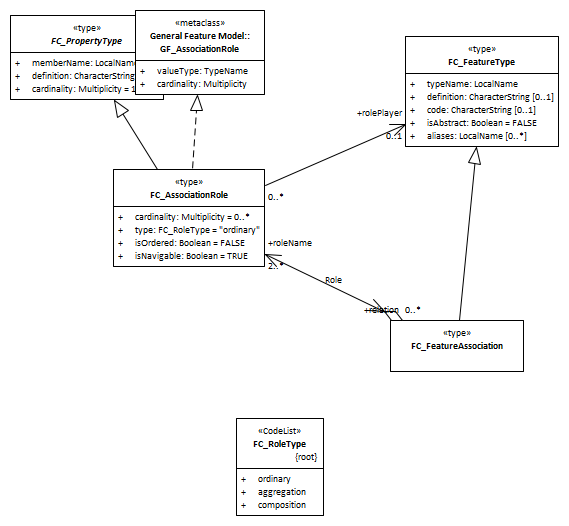 «type»
FC_PropertyType
+ memberName: LocalName
+ definition: CharacterString
+ cardinality: Multiplicity = 1
«metaclass»
General Feature Model::
GF_AssociationRole
+ valueType: TypeName
+ cardinality: Multiplicity
«type»
FC_FeatureType
+ typeName: LocalName
+ definition: CharacterString [0..1]
+ code: CharacterString [0..1]
+ isAbstract: Boolean = FALSE
+ aliases: LocalName [0..*]
+rolePlayer
0..1
«type»
FC_AssociationRole
+ cardinality: Multiplicity = 0..*
+ type: FC_RoleType = "ordinary"
+ isOrdered: Boolean = FALSE
+ isNavigable: Boolean = TRUE
0..*
+roleName
2..*
Role
+relation 0..*
«type»
FC_FeatureAssociation
«CodeList»
FC_RoleType
{root}
+ ordinary
+ aggregation
+ composition